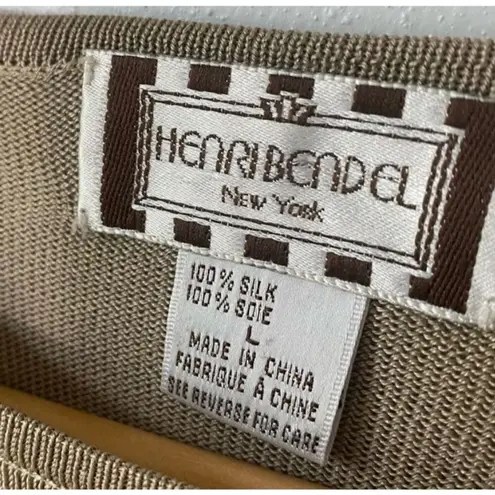 HENRI BENDEL
NEW YORK
100% SILK
100% SOIE
L
MADE IN CHINA
FABRIQUE À CHINE
SEE REVERSE FOR CARE